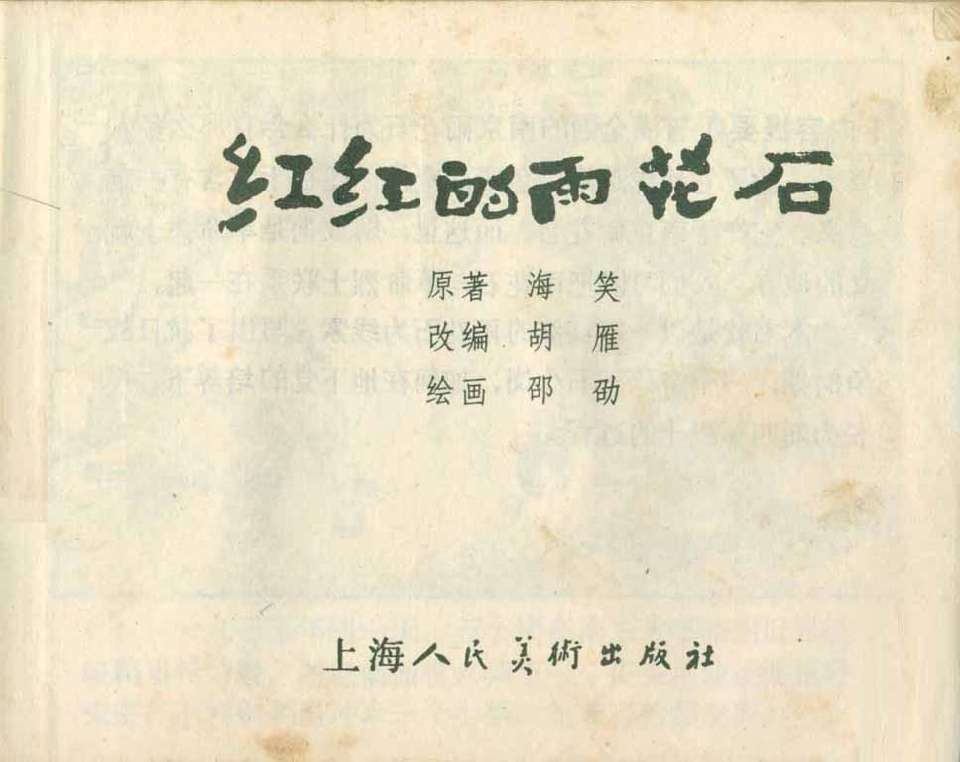 红红的雨花石
原著 海 笑
改编 胡 雁
绘画 邵 劭
上海人民美術出版社